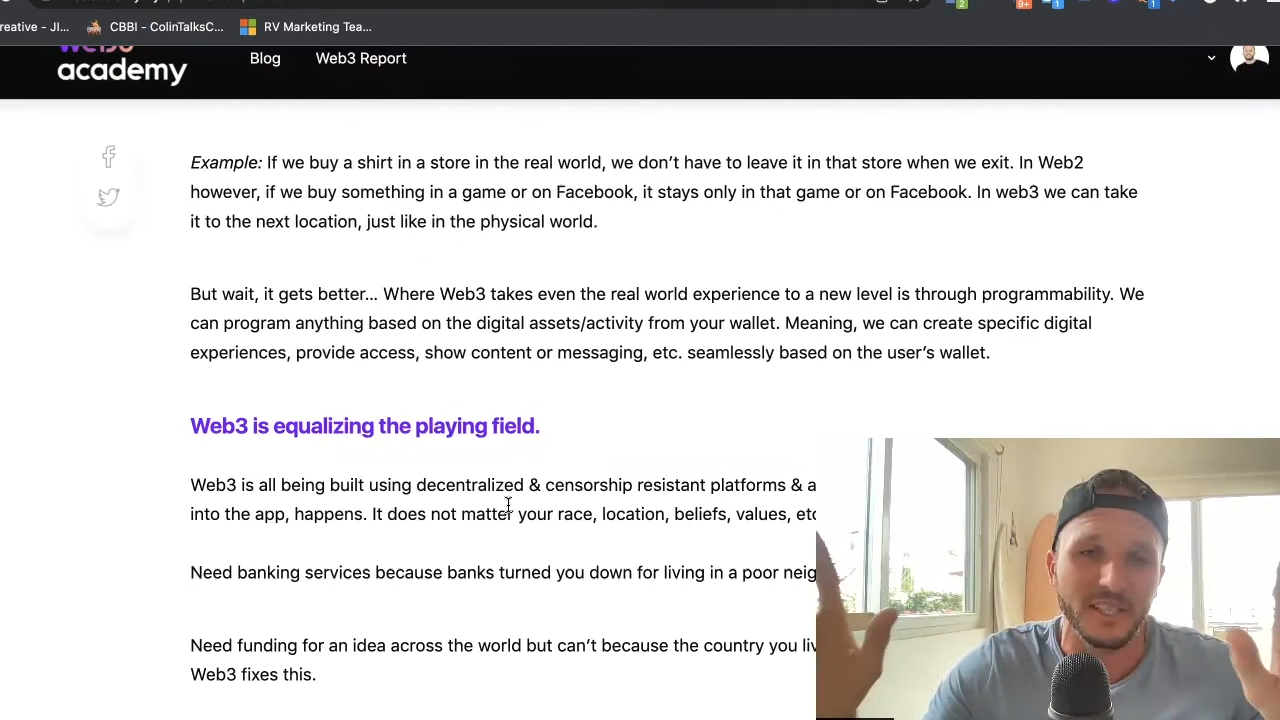 reative - JI...
CBBI - ColinTalksC...
RV Marketing Tea...
2
9+
1
1
web3
academy
Blog
Web3 Report
Example: If we buy a shirt in a store in the real world, we don’t have to leave it in that store when we exit. In Web2
however, if we buy something in a game or on Facebook, it stays only in that game or on Facebook. In web3 we can take
it to the next location, just like in the physical world.
But wait, it gets better... Where Web3 takes even the real world experience to a new level is through programmability. We
can program anything based on the digital assets/activity from your wallet. Meaning, we can create specific digital
experiences, provide access, show content or messaging, etc. seamlessly based on the user’s wallet.
Web3 is equalizing the playing field.
Web3 is all being built using decentralized & censorship resistant platforms & a
into the app, happens. It does not matter your race, location, beliefs, values, etc
Need banking services because banks turned you down for living in a poor neig
Need funding for an idea across the world but can’t because the country you liv
Web3 fixes this.